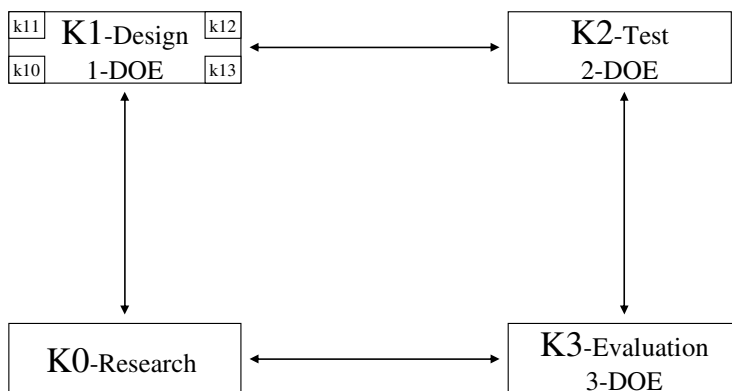 k11
K1-Design
k12
k10
1-DOE
k13
K2-Test
2-DOE
K0-Research
K3-Evaluation
3-DOE